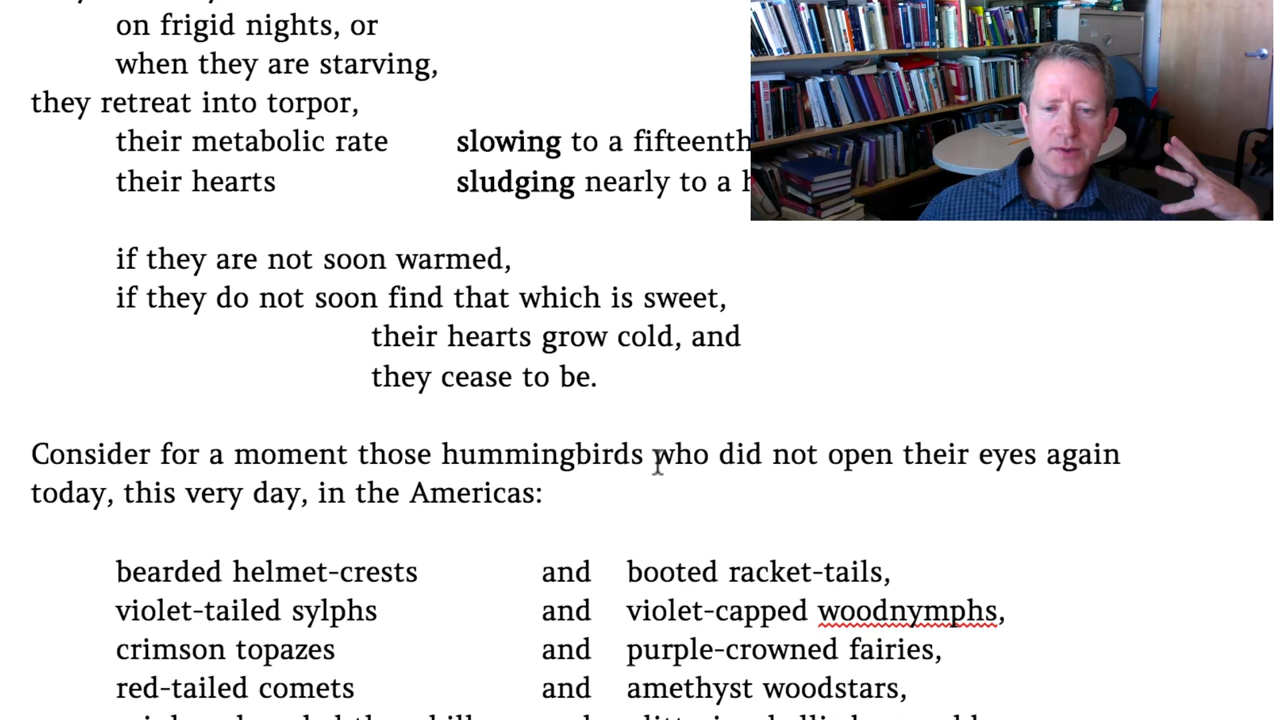 on frigid nights, or
when they are starving,
they retreat into torpor,
their metabolic rate slowing to a fifteenth
their hearts sludging nearly to a
if they are not soon warmed,
if they do not soon find that which is sweet,
their hearts grow cold, and
they cease to be.
Consider for a moment those hummingbirds who did not open their eyes again
today, this very day, in the Americas:
bearded helmet-crests and booted racket-tails,
violet-tailed sylphs and violet-capped woodnymphs,
crimson topazes and purple-crowned fairies,
red-tailed comets and amethyst woodstars,